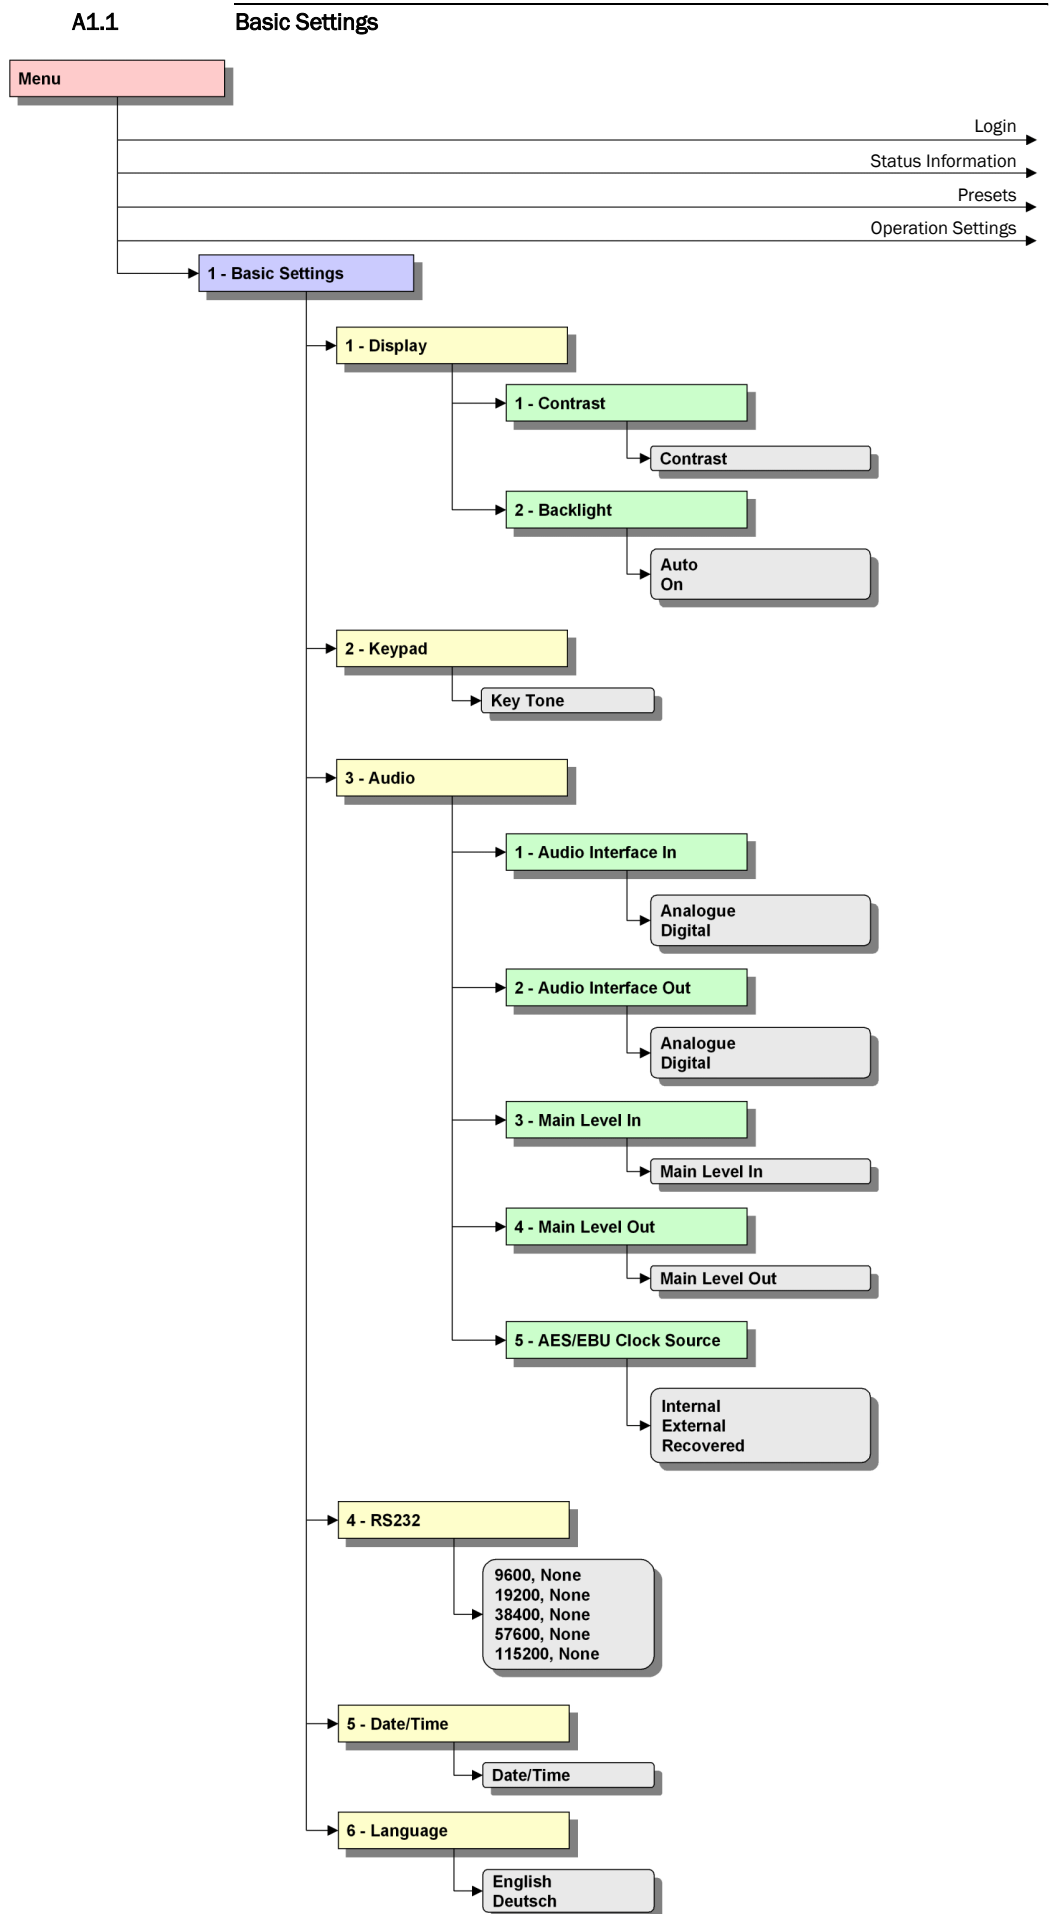 A1.1 Basic Settings
Menu
Login
Status Information
Presets
Operation Settings
1 - Basic Settings
1 - Display
1 - Contrast
Contrast
2 - Backlight
Auto
On
2 - Keypad
Key Tone
3 - Audio
1 - Audio Interface In
Analogue
Digital
2 - Audio Interface Out
Analogue
Digital
3 - Main Level In
Main Level In
4 - Main Level Out
Main Level Out
5 - AES/EBU Clock Source
Internal
External
Recovered
4 - RS232
9600, None
19200, None
38400, None
57600, None
115200, None
5 - Date/Time
Date/Time
6 - Language
English
Deutsch